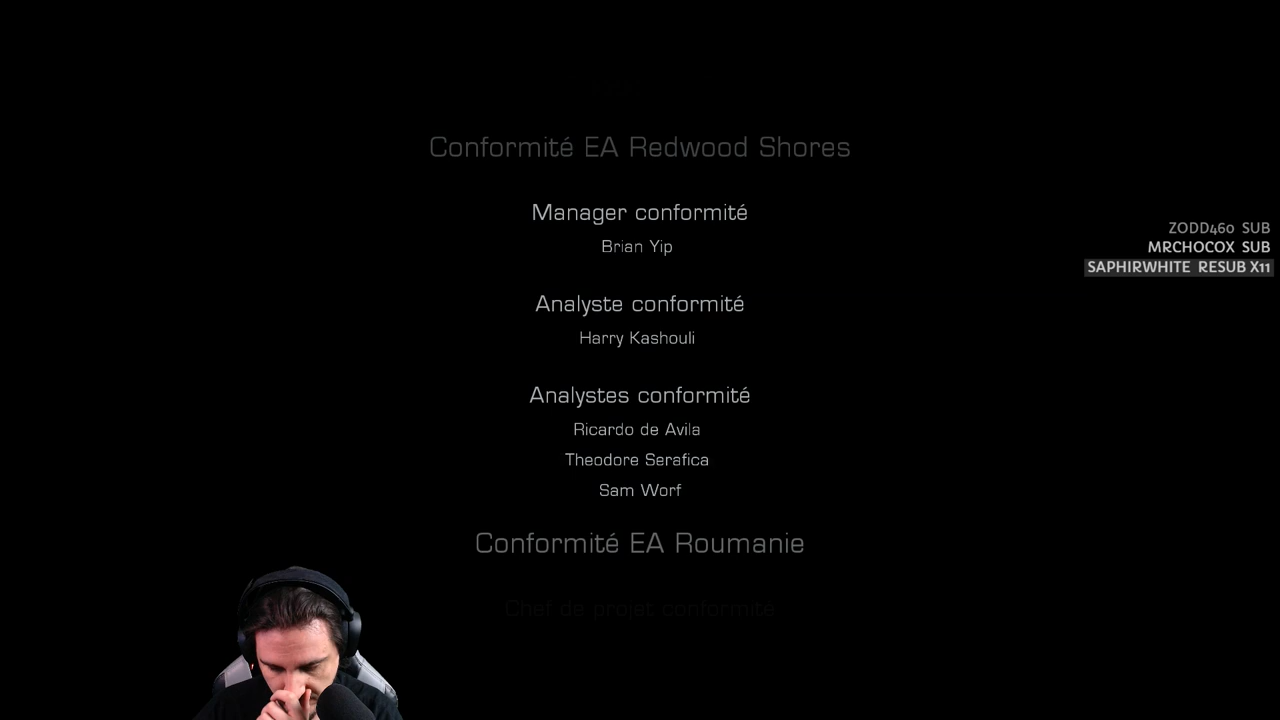 Conformité EA Redwood Shores
Manager conformité
Brian Yip
Analyste conformité
Harry Kashouli
Analystes conformité
Ricardo de Avila
Theodore Serafica
Sam Worf
Conformité EA Roumanie
Chef de projet conformité
ZODD460 SUB
MRCHOCOX SUB
SAPHIRWHITE RESUB X11